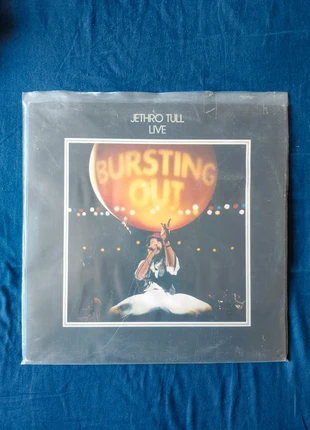 JETHRO TULL
LIVE
BURSTING
OUT